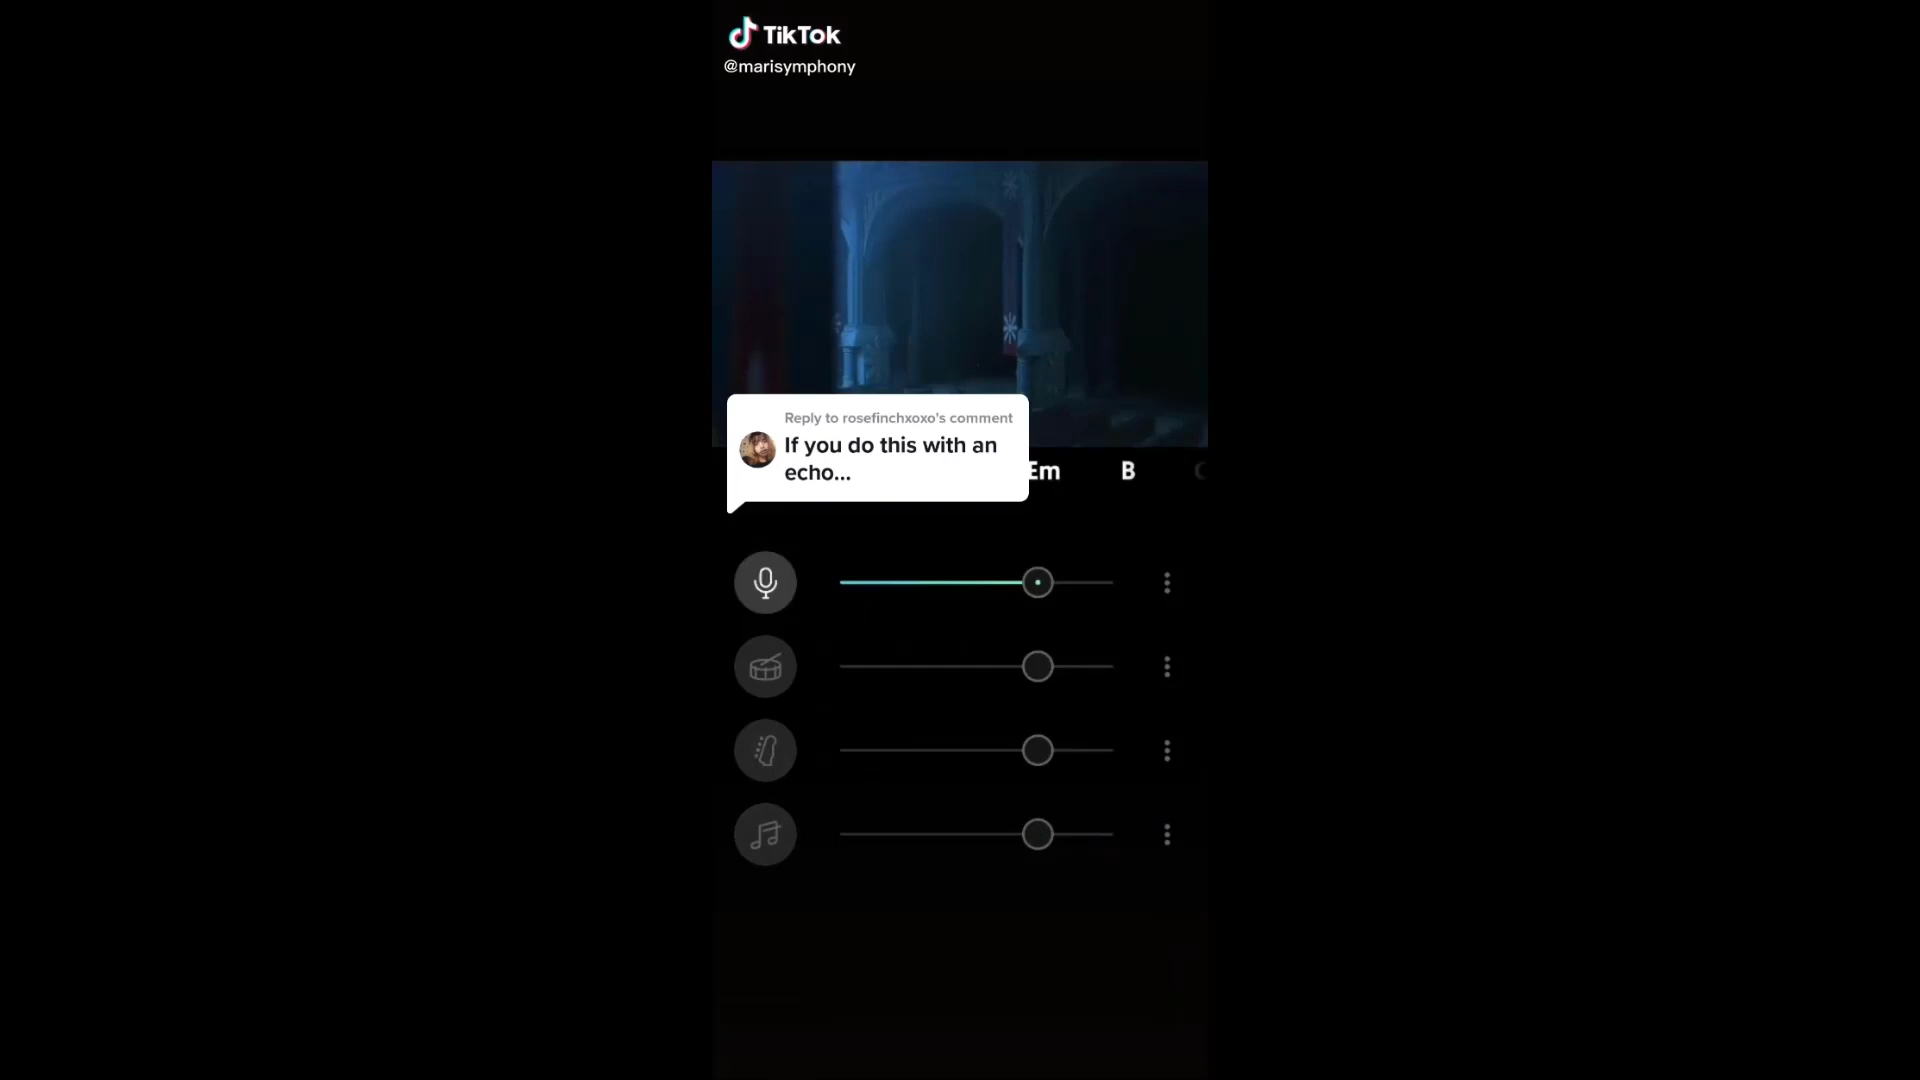 TikTok
@marisymphony
Reply to rosefinchxoxo's comment
If you do this with an
echo...
Em B